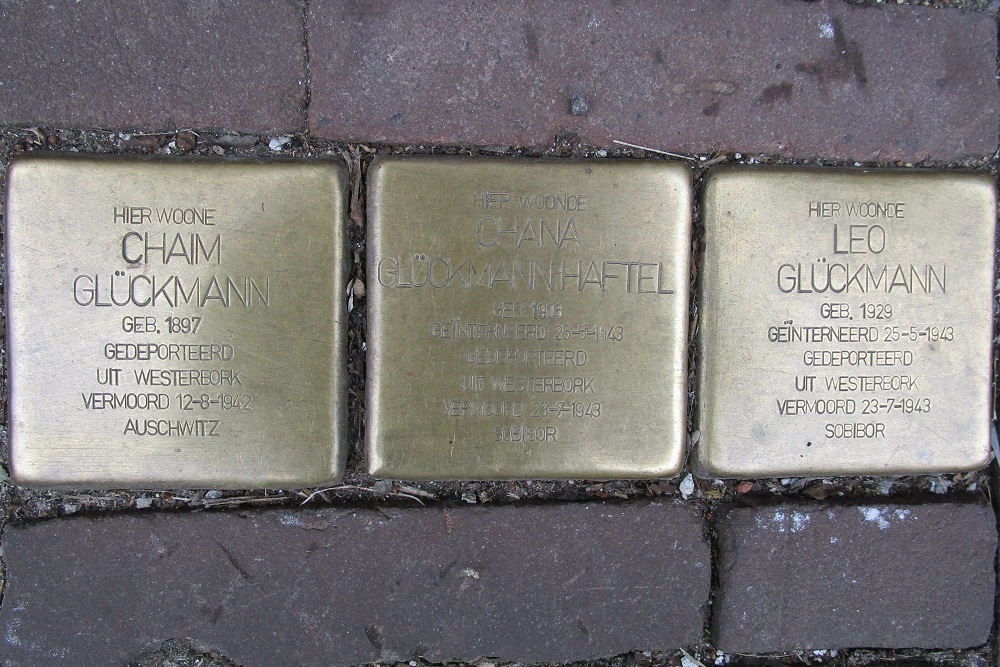 HIER WOONE
CHAIM
GLÜCKMANN
GEB. 1897
GEDEPORTEERD
UIT WESTERBORK
VERMOORD 12-8-1942
AUSCHWITZ
HIER WOONDE
CHANA
GLÜCKMANN-HAFTEL
GEB. 1906
GEÏNTERNEERD 25-5-1943
GEDEPORTEERD
UIT WESTERBORK
VERMOORD 23-7-1943
SOBIBOR
HIER WOONDE
LEO
GLÜCKMANN
GEB. 1929
GEÏNTERNEERD 25-5-1943
GEDEPORTEERD
UIT WESTERBORK
VERMOORD 23-7-1943
SOBIBOR